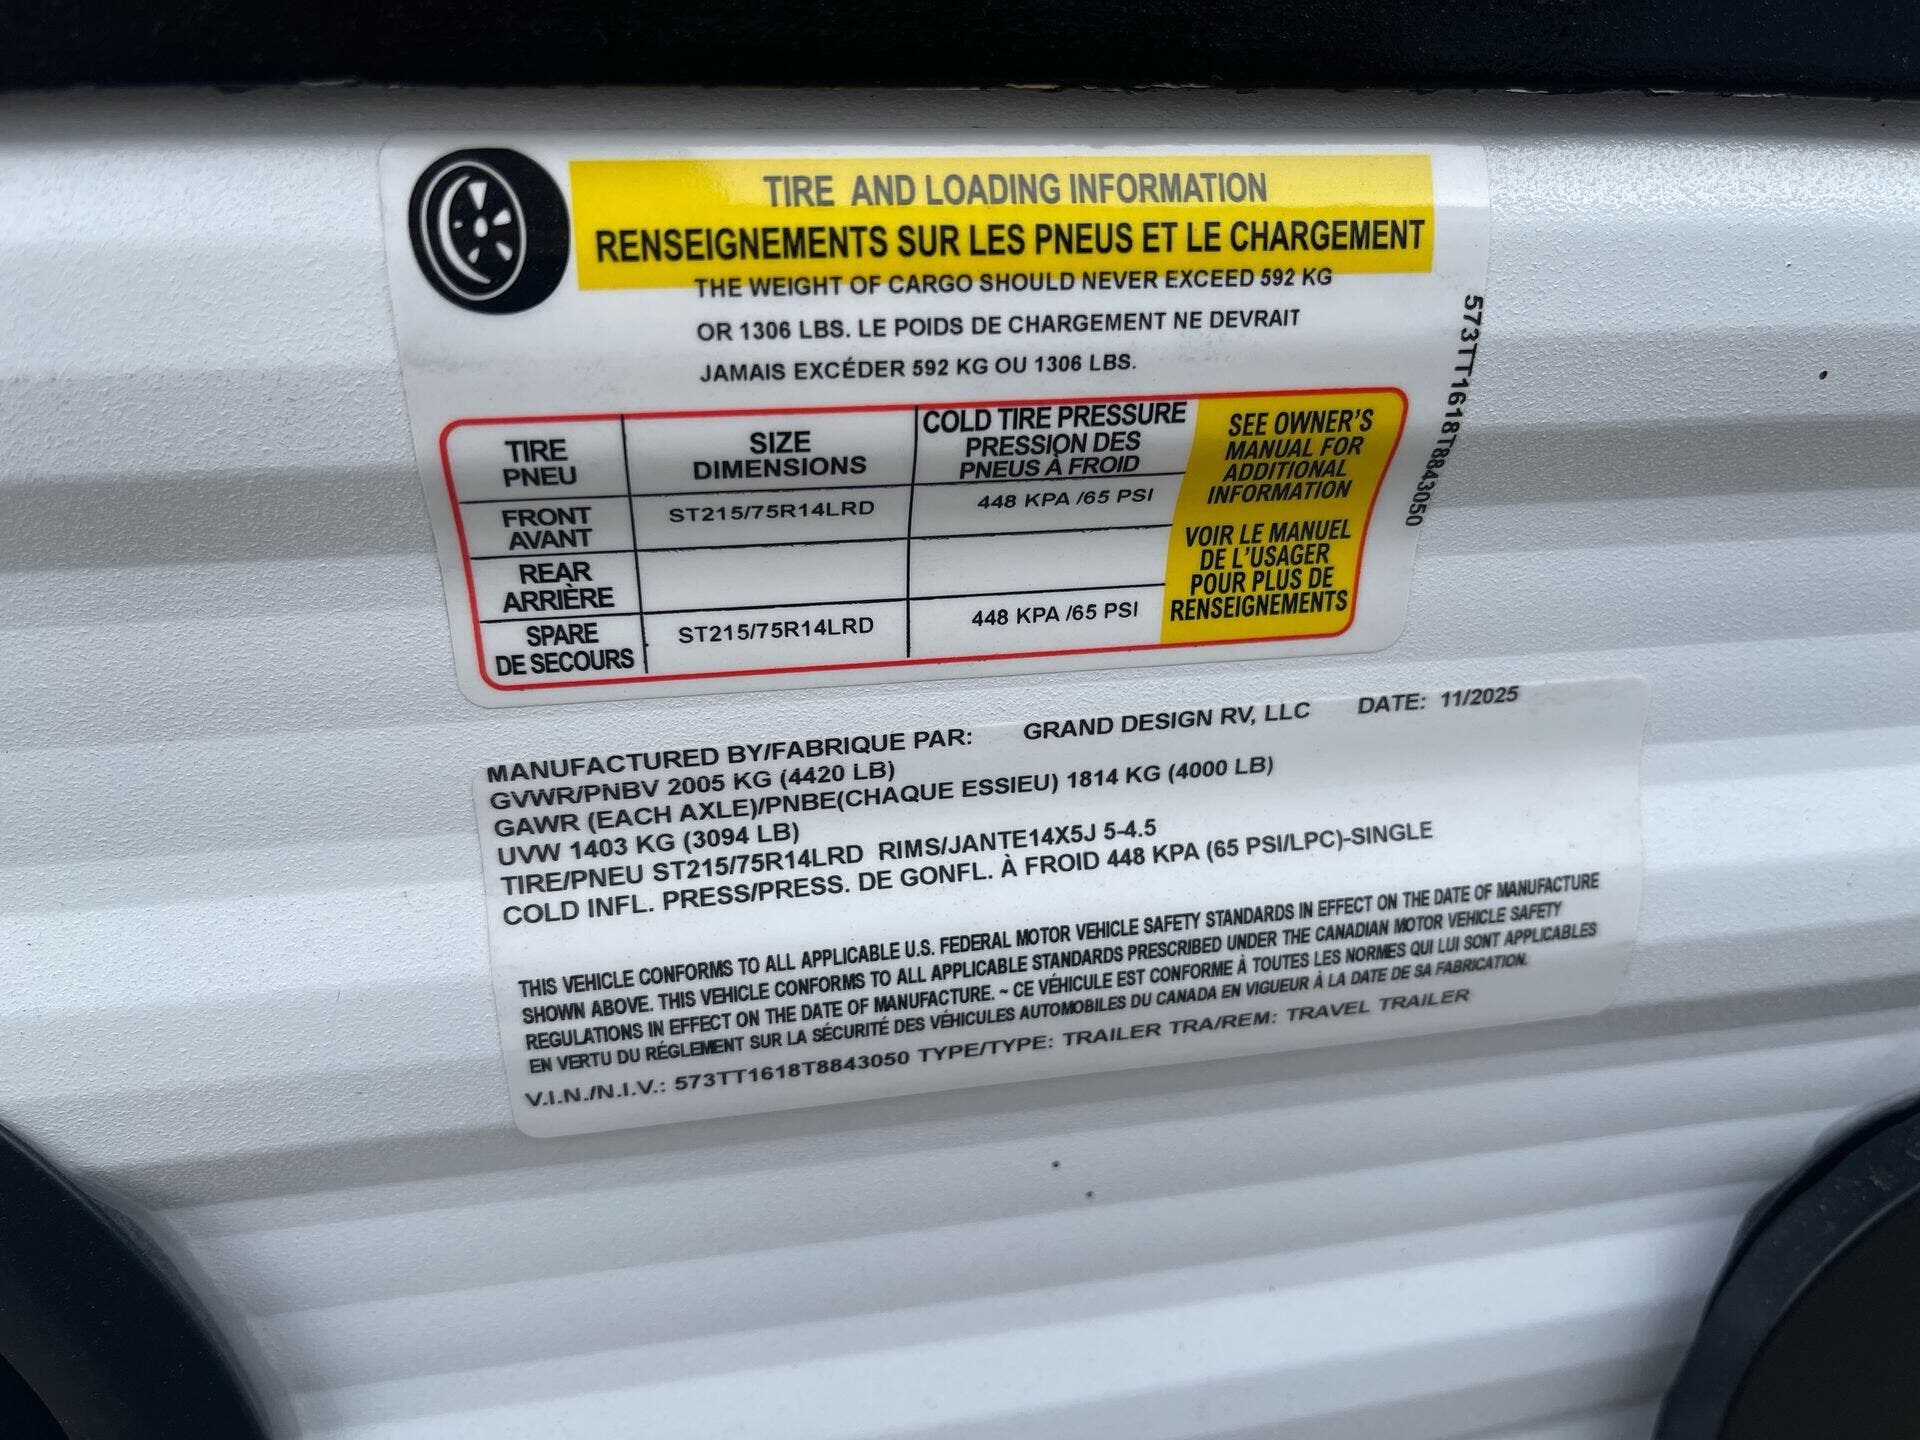 TIRE AND LOADING INFORMATION
RENSEIGNEMENTS SUR LES PNEUS ET LE CHARGEMENT
THE WEIGHT OF CARGO SHOULD NEVER EXCEED 592 KG
OR 1306 LBS. LE POIDS DE CHARGEMENT NE DEVRAIT
JAMAIS EXCÉDER 592 KG OU 1306 LBS.
TIRE
PNEU
SIZE
DIMENSIONS
COLD TIRE PRESSURE
PRESSION DES
PNEUS À FROID
FRONT
AVANT
ST215/75R14LRD
448 KPA /65 PSI
REAR
ARRIÈRE
SPARE
DE SECOURS
ST215/75R14LRD
448 KPA /65 PSI
SEE OWNER'S
MANUAL FOR
ADDITIONAL
INFORMATION
VOIR LE MANUEL
DE L'USAGER
POUR PLUS DE
RENSEIGNEMENTS
573TT1618T8843050
MANUFACTURED BY/FABRIQUE PAR: GRAND DESIGN RV, LLC DATE: 11/2025
GVWR/PNBV 2005 KG (4420 LB)
GAWR (EACH AXLE)/PNBE(CHAQUE ESSIEU) 1814 KG (4000 LB)
UVW 1403 KG (3094 LB)
TIRE/PNEU ST215/75R14LRD RIMS/JANTE14X5J 5-4.5
COLD INFL. PRESS/PRESS. DE GONFL. À FROID 448 KPA (65 PSI/LPC)-SINGLE
THIS VEHICLE CONFORMS TO ALL APPLICABLE U.S. FEDERAL MOTOR VEHICLE SAFETY STANDARDS IN EFFECT ON THE DATE OF MANUFACTURE
SHOWN ABOVE. THIS VEHICLE CONFORMS TO ALL APPLICABLE STANDARDS PRESCRIBED UNDER THE CANADIAN MOTOR VEHICLE SAFETY
REGULATIONS IN EFFECT ON THE DATE OF MANUFACTURE. ~ CE VÉHICULE EST CONFORME À TOUTES LES NORMES QUI LUI SONT APPLICABLES
EN VERTU DU RÉGLEMENT SUR LA SÉCURITÉ DES VÉHICULES AUTOMOBILES DU CANADA EN VIGUEUR À LA DATE DE SA FABRICATION.
V.I.N./N.I.V.: 573TT1618T8843050 TYPE/TYPE: TRAILER TRA/REM: TRAVEL TRAILER